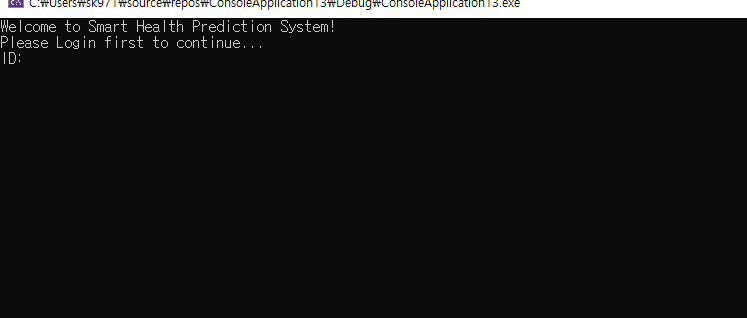 C:₩Users₩sk971₩source₩repos₩ConsoleApplication13₩Debug₩ConsoleApplication13.exe
Welcome to Smart Health Prediction System!
Please Login first to continue...
ID: